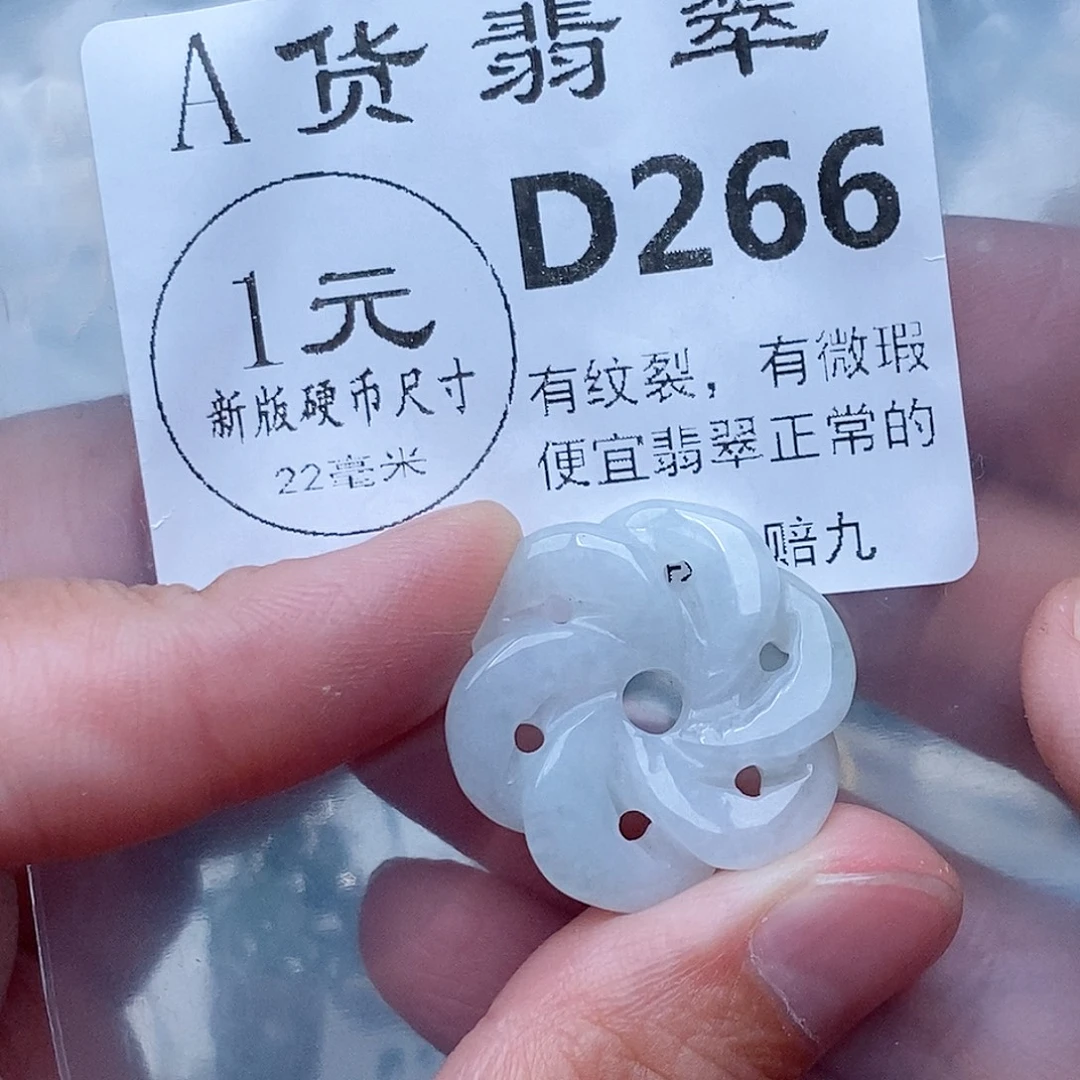 A货翡翠
D266
1元
新版硬币尺寸
22毫米
有纹裂，有微瑕
便宜翡翠正常的
赔九